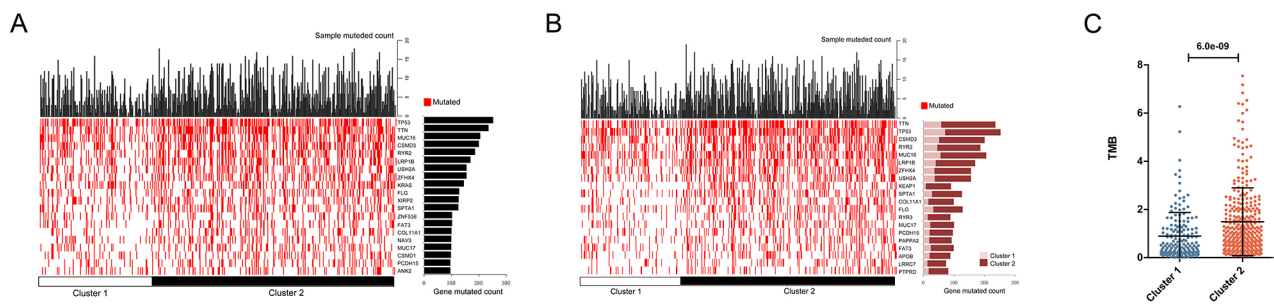 A
Sample muteded count
0 5 10 15 20
Mutated
TP53
TTN
MUC16
CSMD3
RYR2
LRP1B
USH2A
ZFHX4
KRAS
FLG
XIRP2
SPTA1
ZNF536
FAT3
COL11A1
NAV3
MUC17
CSMD1
PCDH15
ANK2
Cluster 1
Cluster 2
0 100 200 300
Gene mutated count
B
Sample muteded count
0 5 10 15 20
Mutated
TTN
TP53
CSMD3
RYR2
MUC16
LRP1B
ZFHX4
USH2A
KEAP1
SPTA1
COL11A1
FLG
RYR3
MUC17
PCDH15
PAPPA2
FAT3
APOB
LRRC7
PTPRD
Cluster 1
Cluster 2
Cluster 1
Cluster 2
0 100 200 300
Gene mutated count
C
6.0e-09
TMB
8
6
4
2
0
Cluster 1
Cluster 2